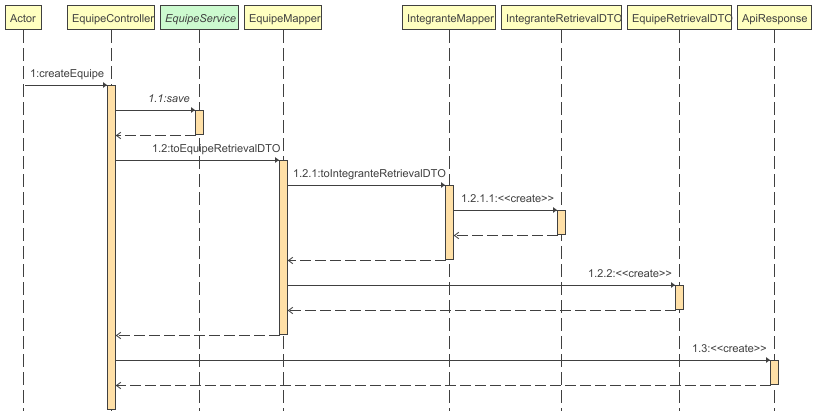 Actor
EquipeController
EquipeService
EquipeMapper
IntegranteMapper
IntegranteRetrievalDTO
EquipeRetrievalDTO
ApiResponse
1:createEquipe
1.1:save
1.2:toEquipeRetrievalDTO
1.2.1:toIntegranteRetrievalDTO
1.2.1.1:<<create>>
1.2.2:<<create>>
1.3:<<create>>